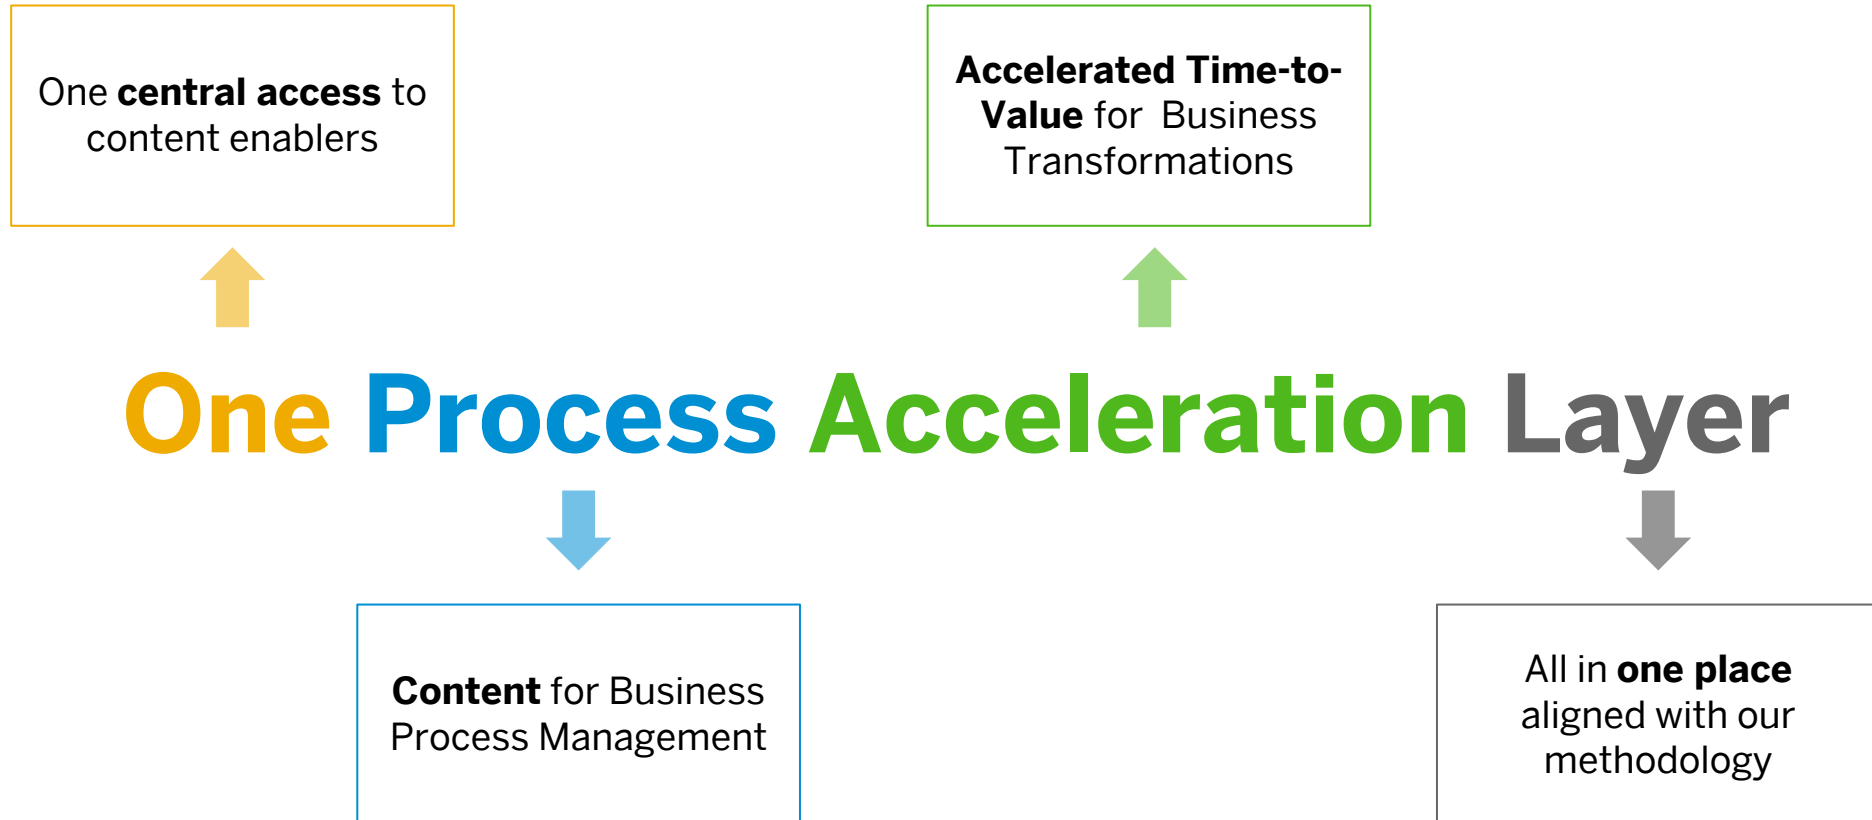 One central access to
content enablers
Accelerated Time-to-
Value for Business
Transformations
One Process Acceleration Layer
Content for Business
Process Management
All in one place
aligned with our
methodology